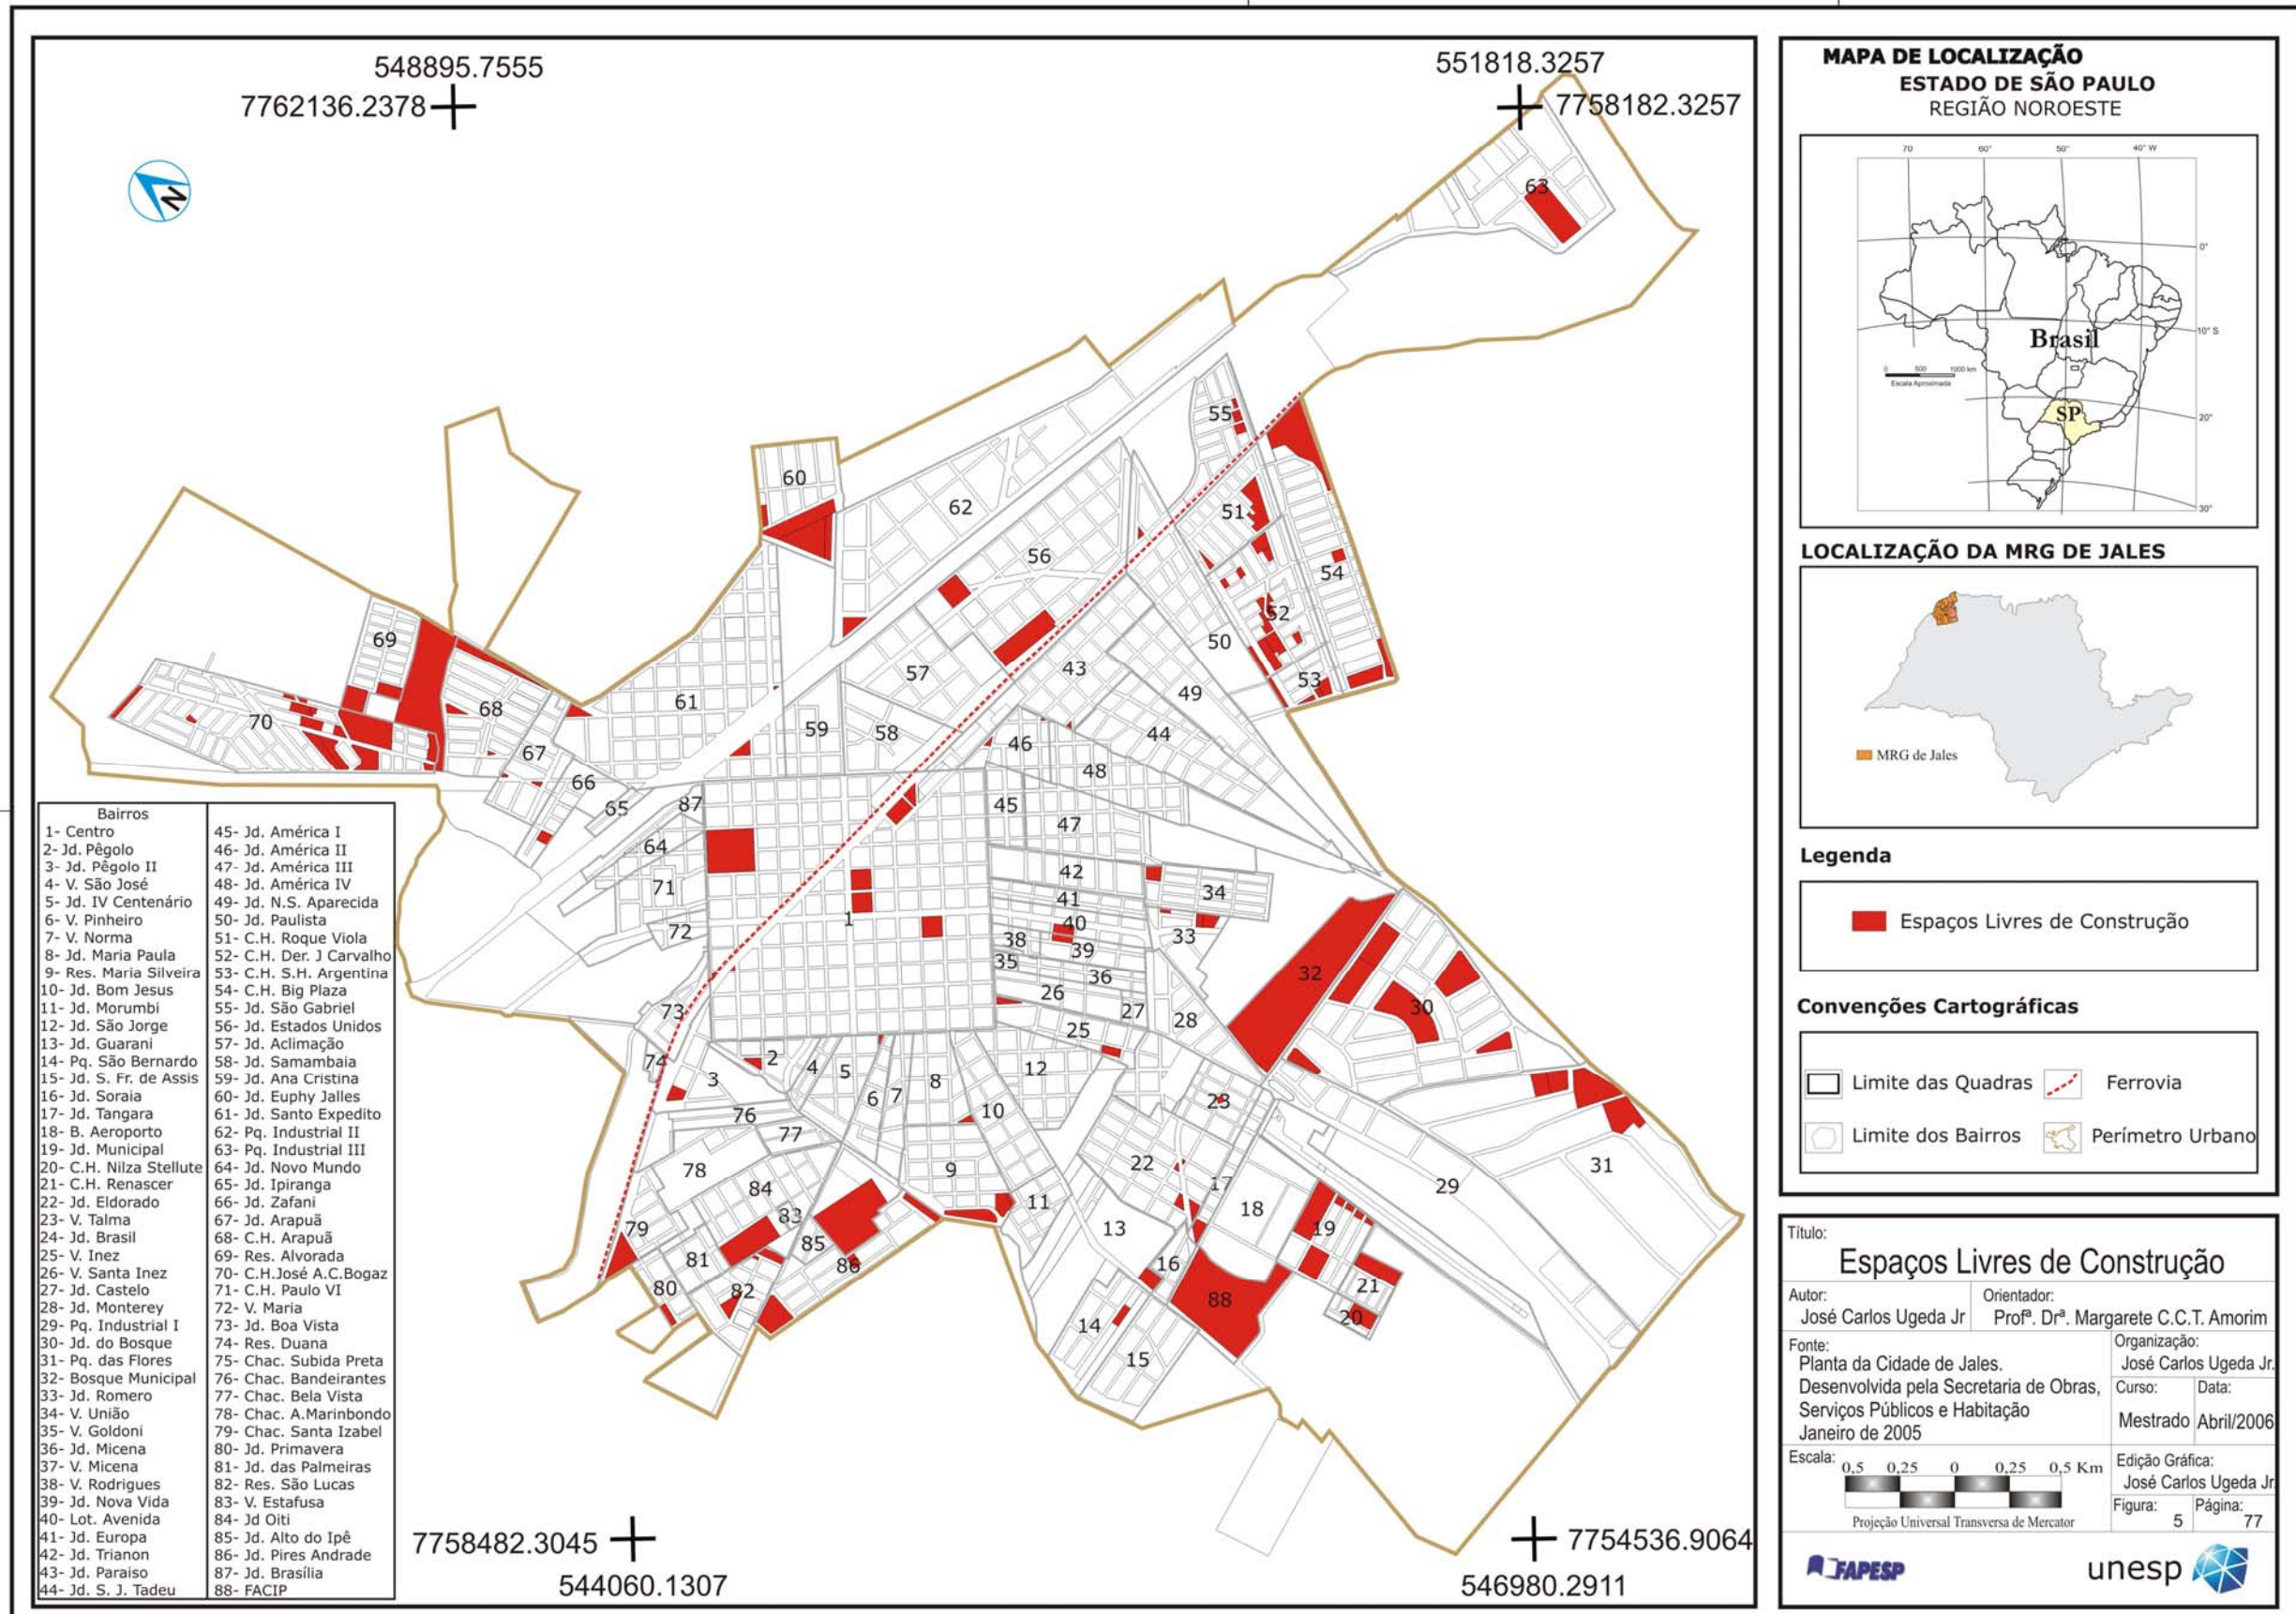 548895.7555
7762136.2378
551818.3257
7758182.3257
N
63
55
60
62
51
56
54
52
50
69
57
43
53
49
61
68
70
59
58
44
46
67
48
66
65
87
45
47
64
42
71
34
41
1
40
72
38
33
39
35
36
32
26
30
73
27
28
25
74
2
4
5
12
3
8
6
7
23
10
76
77
22
31
78
9
84
17
29
11
18
83
79
13
19
85
81
16
86
80
82
21
88
20
14
15
7758482.3045
544060.1307
7754536.9064
546980.2911
Bairros
1- Centro
2- Jd. Pêgolo
3- Jd. Pêgolo II
4- V. São José
5- Jd. IV Centenário
6- V. Pinheiro
7- V. Norma
8- Jd. Maria Paula
9- Res. Maria Silveira
10- Jd. Bom Jesus
11- Jd. Morumbi
12- Jd. São Jorge
13- Jd. Guarani
14- Pq. São Bernardo
15- Jd. S. Fr. de Assis
16- Jd. Soraia
17- Jd. Tangara
18- B. Aeroporto
19- Jd. Municipal
20- C.H. Nilza Stellute
21- C.H. Renascer
22- Jd. Eldorado
23- V. Talma
24- Jd. Brasil
25- V. Inez
26- V. Santa Inez
27- Jd. Castelo
28- Jd. Monterey
29- Pq. Industrial I
30- Jd. do Bosque
31- Pq. das Flores
32- Bosque Municipal
33- Jd. Romero
34- V. União
35- V. Goldoni
36- Jd. Micena
37- V. Micena
38- V. Rodrigues
39- Jd. Nova Vida
40- Lot. Avenida
41- Jd. Europa
42- Jd. Trianon
43- Jd. Paraiso
44- Jd. S. J. Tadeu
45- Jd. América I
46- Jd. América II
47- Jd. América III
48- Jd. América IV
49- Jd. N.S. Aparecida
50- Jd. Paulista
51- C.H. Roque Viola
52- C.H. Der. J Carvalho
53- C.H. S.H. Argentina
54- C.H. Big Plaza
55- Jd. São Gabriel
56- Jd. Estados Unidos
57- Jd. Aclimação
58- Jd. Samambaia
59- Jd. Ana Cristina
60- Jd. Euphy Jalles
61- Jd. Santo Expedito
62- Pq. Industrial II
63- Pq. Industrial III
64- Jd. Novo Mundo
65- Jd. Ipiranga
66- Jd. Zafani
67- Jd. Arapuã
68- C.H. Arapuã
69- Res. Alvorada
70- C.H.José A.C.Bogaz
71- C.H. Paulo VI
72- V. Maria
73- Jd. Boa Vista
74- Res. Duana
75- Chac. Subida Preta
76- Chac. Bandeirantes
77- Chac. Bela Vista
78- Chac. A.Marinbondo
79- Chac. Santa Izabel
80- Jd. Primavera
81- Jd. das Palmeiras
82- Res. São Lucas
83- V. Estafusa
84- Jd Oiti
85- Jd. Alto do Ipê
86- Jd. Pires Andrade
87- Jd. Brasília
88- FACIP
MAPA DE LOCALIZAÇÃO
ESTADO DE SÃO PAULO
REGIÃO NOROESTE
70 60° 50° 40° W
0°
10° S
20°
30°
Brasil
SP
0 500 1000 km
Escala Aproximada
LOCALIZAÇÃO DA MRG DE JALES
MRG de Jales
Legenda
Espaços Livres de Construção
Convenções Cartográficas
Limite das Quadras
Ferrovia
Limite dos Bairros
Perímetro Urbano
Título:
Espaços Livres de Construção
Autor:
José Carlos Ugeda Jr
Orientador:
Profª. Drª. Margarete C.C.T. Amorim
Fonte:
Planta da Cidade de Jales.
Desenvolvida pela Secretaria de Obras,
Serviços Públicos e Habitação
Janeiro de 2005
Organização:
José Carlos Ugeda Jr.
Curso:
Mestrado
Data:
Abril/2006
Escala:
0,5 0,25 0 0,25 0,5 Km
Projeção Universal Transversa de Mercator
Edição Gráfica:
José Carlos Ugeda Jr.
Figura:
5
Página:
77
FAPESP
unesp